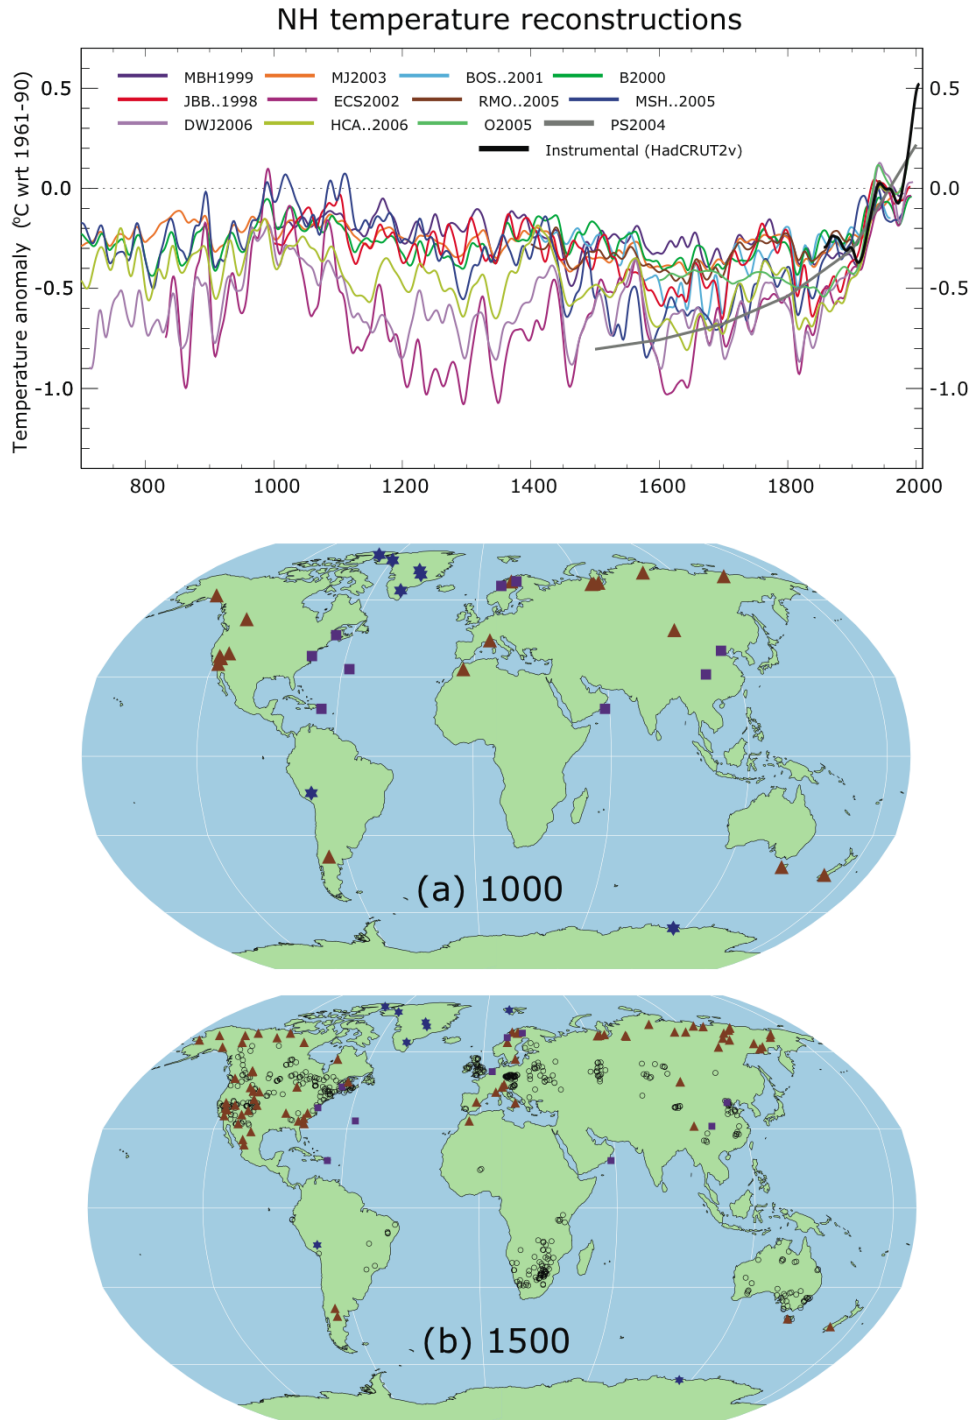 NH temperature reconstructions
Temperature anomaly (°C wrt 1961-90)
0.5
0.0
-0.5
-1.0
0.5
0.0
-0.5
-1.0
MBH1999 MJ2003 BOS..2001 B2000
JBB..1998 ECS2002 RMO..2005 MSH..2005
DWJ2006 HCA..2006 O2005 PS2004
Instrumental (HadCRUT2v)
800 1000 1200 1400 1600 1800 2000
(a) 1000
(b) 1500